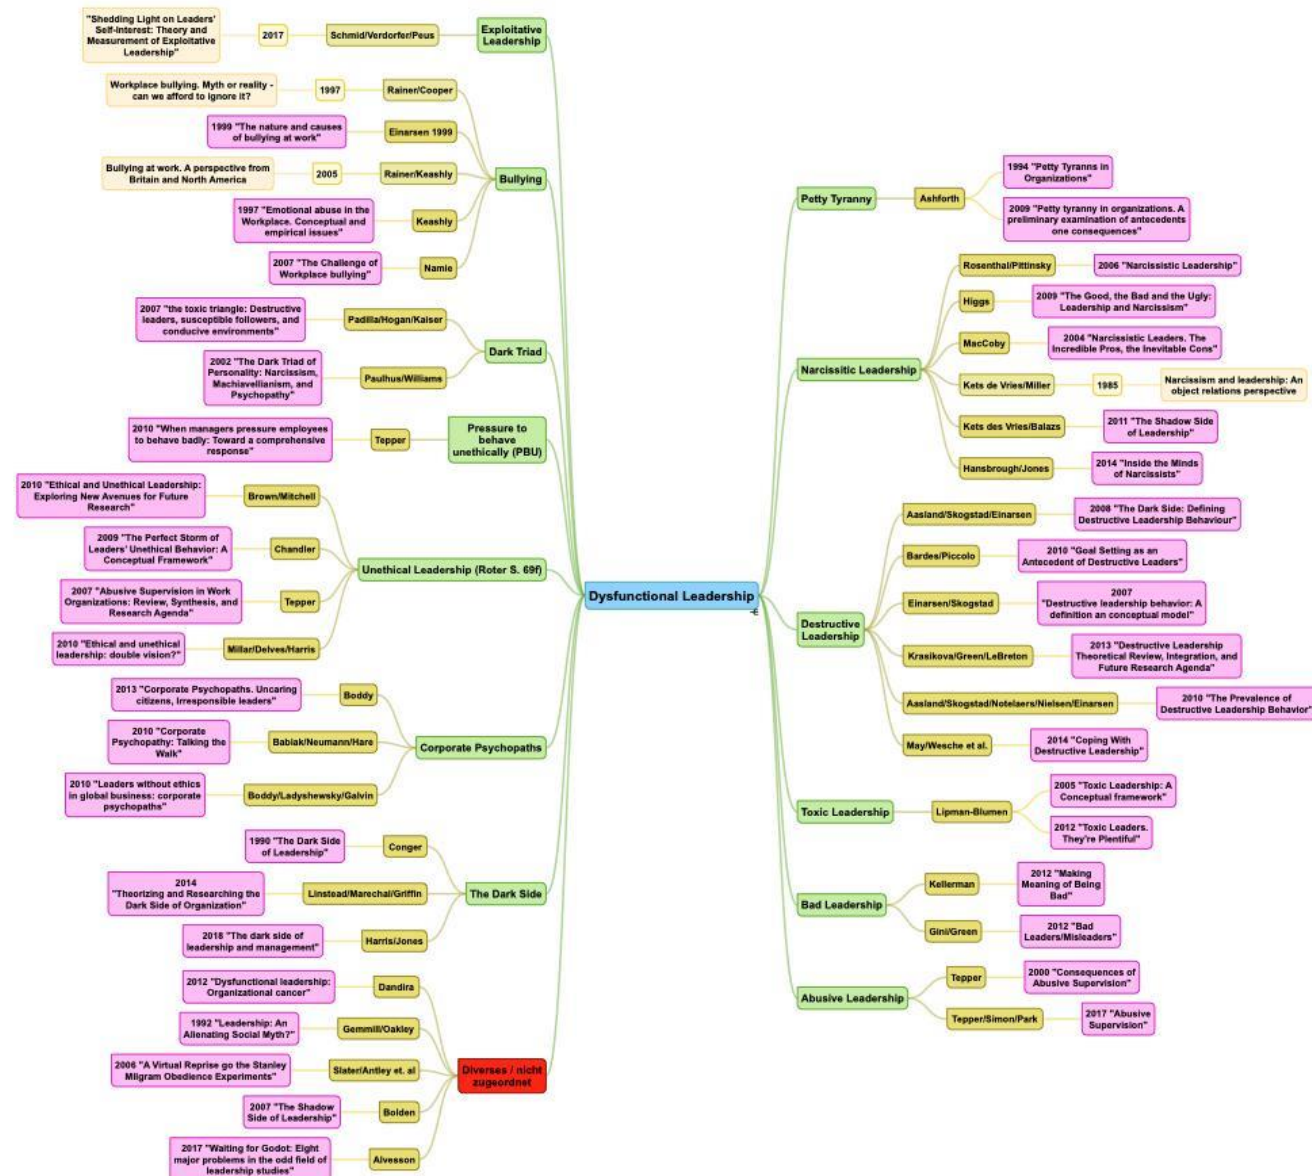 "Shedding Light on Leaders'
Self-Interest: Theory and
Measurement of Exploitative
Leadership"
2017
Schmid/Verdorfer/Peus
Exploitative
Leadership
Workplace bullying. Myth or reality -
can we afford to ignore it?
1997
Rainer/Cooper
1999 "The nature and causes
of bullying at work"
Einarsen 1999
Bullying at work. A perspective from
Britain and North America
2005
Rainer/Keashly
Bullying
1997 "Emotional abuse in the
Workplace. Conceptual and
empirical issues"
Keashly
2007 "The Challenge of
Workplace bullying"
Namie
2007 "the toxic triangle: Destructive
leaders, susceptible followers, and
conducive environments"
Padilla/Hogan/Kaiser
Dark Triad
2002 "The Dark Triad of
Personality: Narcissism,
Machiavellianism, and
Psychopathy"
Paulhus/Williams
2010 "When managers pressure employees
to behave badly: Toward a comprehensive
response"
Tepper
Pressure to
behave
unethically (PBU)
2010 "Ethical and Unethical Leadership:
Exploring New Avenues for Future
Research"
Brown/Mitchell
2009 "The Perfect Storm of
Leaders' Unethical Behavior: A
Conceptual Framework"
Chandler
Unethical Leadership (Roter S. 69f)
2007 "Abusive Supervision in Work
Organizations: Review, Synthesis, and
Research Agenda"
Tepper
2010 "Ethical and unethical
leadership: double vision?"
Millar/Delves/Harris
2013 "Corporate Psychopaths. Uncaring
citizens, Irresponsible leaders"
Boddy
2010 "Corporate
Psychopathy: Talking the
Walk"
Babiak/Neumann/Hare
Corporate Psychopaths
2010 "Leaders without ethics
in global business: corporate
psychopaths"
Boddy/Ladyshewsky/Galvin
1990 "The Dark Side
of Leadership"
Conger
2014
"Theorizing and Researching the
Dark Side of Organization"
Linstead/Marechal/Griffin
The Dark Side
2018 "The dark side of
leadership and management"
Harris/Jones
2012 "Dysfunctional leadership:
Organizational cancer"
Dandira
1992 "Leadership: An
Alienating Social Myth?"
Gemmill/Oakley
2006 "A Virtual Reprise go the Stanley
Milgram Obedience Experiments"
Slater/Antley et. al
Diverses / nicht
zugeordnet
2007 "The Shadow
Side of Leadership"
Bolden
2017 "Waiting for Godot: Eight
major problems in the odd field of
leadership studies"
Alvesson
Dysfunctional Leadership
Petty Tyranny
Ashforth
1994 "Petty Tyranns in
Organizations"
2009 "Petty tyranny in organizations. A
preliminary examination of antecedents
one consequences"
Narcissitic Leadership
Rosenthal/Pittinsky
2006 "Narcissistic Leadership"
Higgs
2009 "The Good, the Bad and the Ugly:
Leadership and Narcissism"
MacCoby
2004 "Narcissistic Leaders. The
Incredible Pros, the Inevitable Cons"
Kets de Vries/Miller
1985
Narcissism and leadership: An
object relations perspective
Kets des Vries/Balazs
2011 "The Shadow Side
of Leadership"
Hansbrough/Jones
2014 "Inside the Minds
of Narcissists"
Destructive
Leadership
Aasland/Skogstad/Einarsen
2008 "The Dark Side: Defining
Destructive Leadership Behaviour"
Bardes/Piccolo
2010 "Goal Setting as an
Antecedent of Destructive Leaders"
Einarsen/Skogstad
2007
"Destructive leadership behavior: A
definition an conceptual model"
Krasikova/Green/LeBreton
2013 "Destructive Leadership
Theoretical Review, Integration, and
Future Research Agenda"
Aasland/Skogstad/Notelaers/Nielsen/Einarsen
2010 "The Prevalence of
Destructive Leadership Behavior"
May/Wesche et al.
2014 "Coping With
Destructive Leadership"
Toxic Leadership
Lipman-Blumen
2005 "Toxic Leadership: A
Conceptual framework"
2012 "Toxic Leaders.
They're Plentiful"
Bad Leadership
Kellerman
2012 "Making
Meaning of Being
Bad"
Gini/Green
2012 "Bad
Leaders/Misleaders"
Abusive Leadership
Tepper
2000 "Consequences of
Abusive Supervision"
Tepper/Simon/Park
2017 "Abusive
Supervision"